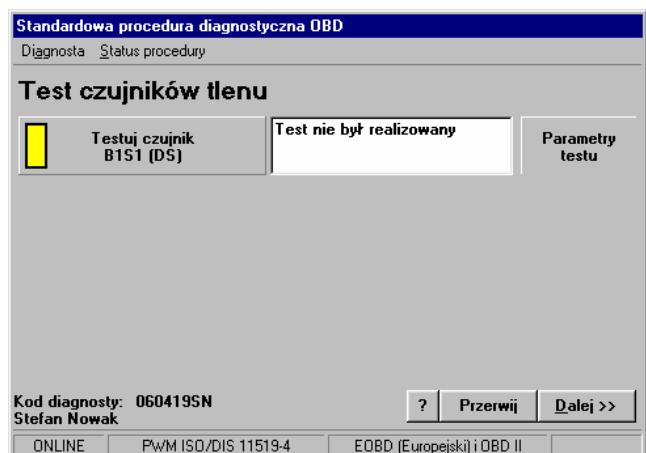 Standardowa procedura diagnostyczna OBD
Diagnosta Status procedury
Test czujników tlenu
Testuj czujnik
B1S1 (DS)
Test nie był realizowany
Parametry
testu
Kod diagnosty: 060419SN
Stefan Nowak
? Przerwij Dalej >>
ONLINE PWM ISO/DIS 11519-4 EOBD (Europejski) i OBD II